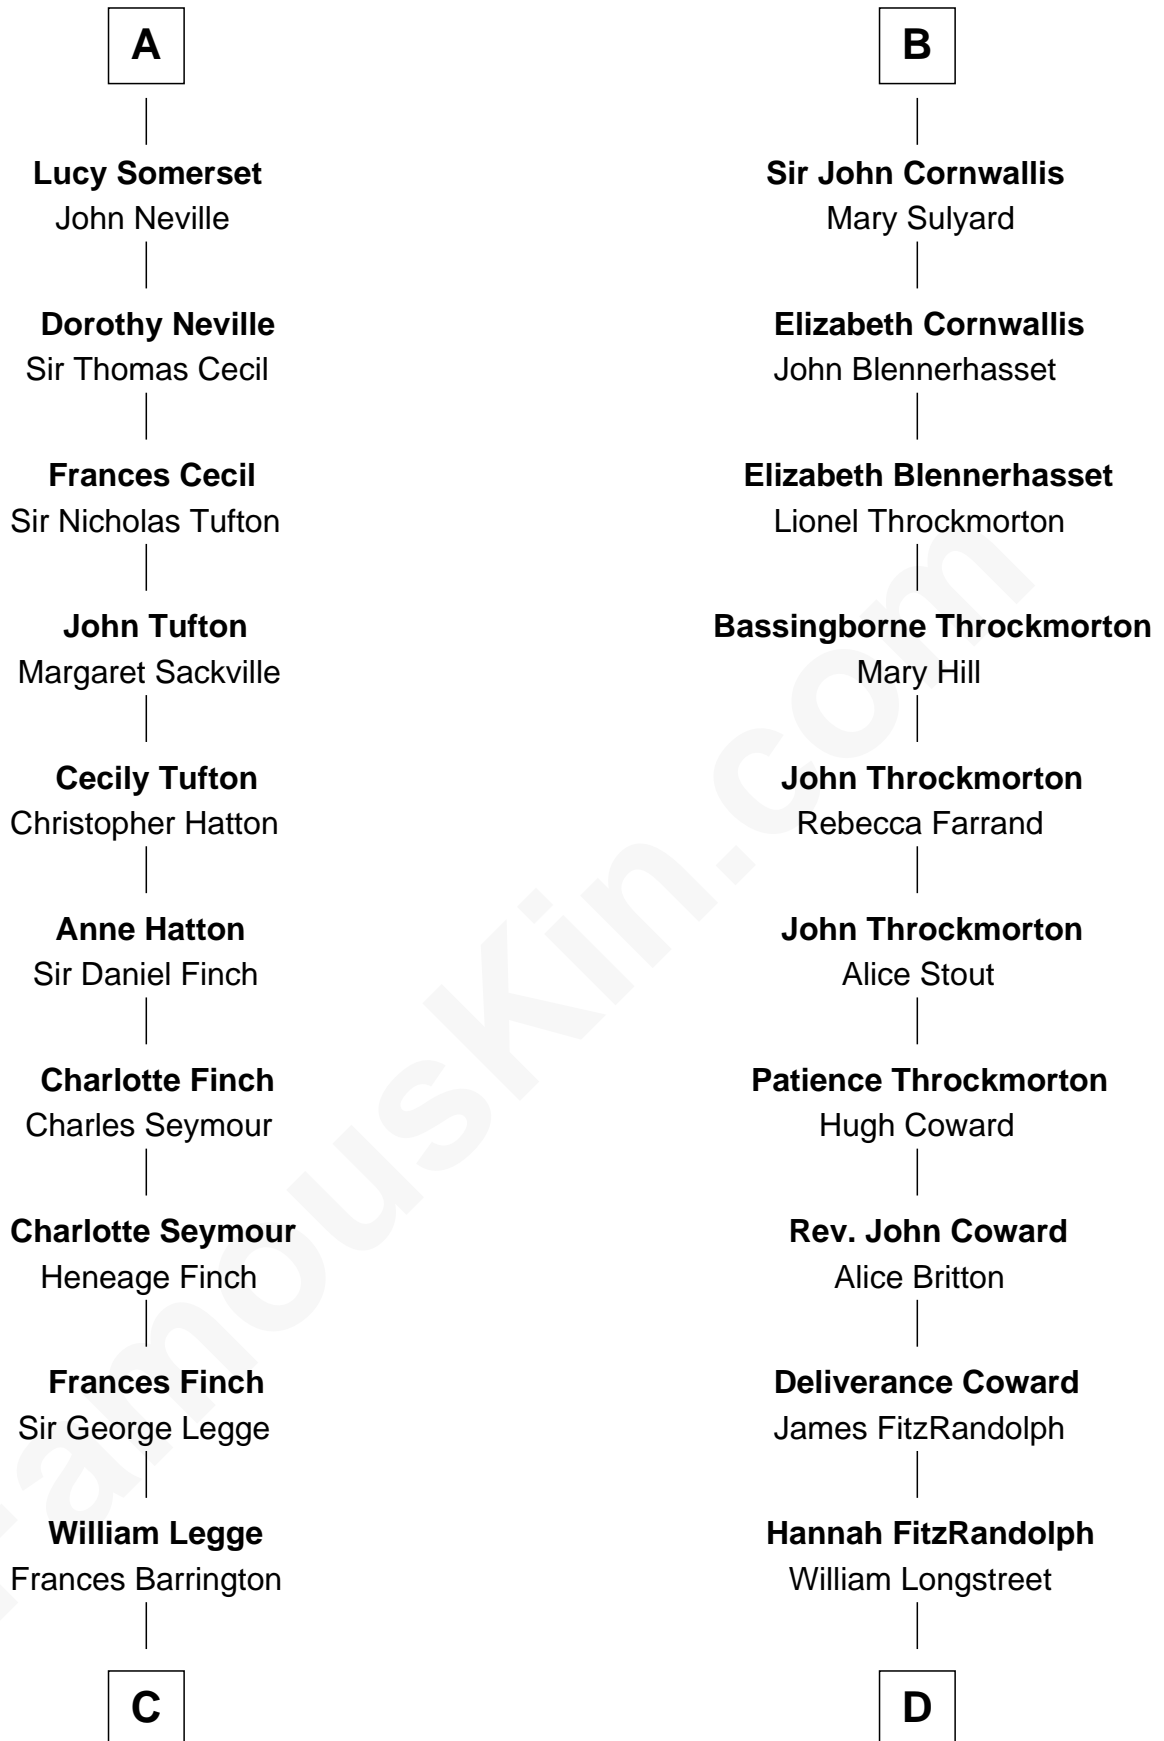 A
Lucy Somerset
John Neville
Dorothy Neville
Sir Thomas Cecil
Frances Cecil
Sir Nicholas Tufton
John Tufton
Margaret Sackville
Cecily Tufton
Christopher Hatton
Anne Hatton
Sir Daniel Finch
Charlotte Finch
Charles Seymour
Charlotte Seymour
Heneage Finch
Frances Finch
Sir George Legge
William Legge
Frances Barrington
C
B
Sir John Cornwallis
Mary Sulyard
Elizabeth Cornwallis
John Blennerhasset
Elizabeth Blennerhasset
Lionel Throckmorton
Bassingborne Throckmorton
Mary Hill
John Throckmorton
Rebecca Farrand
John Throckmorton
Alice Stout
Patience Throckmorton
Hugh Coward
Rev. John Coward
Alice Britton
Deliverance Coward
James FitzRandolph
Hannah FitzRandolph
William Longstreet
D
FamousKin.com